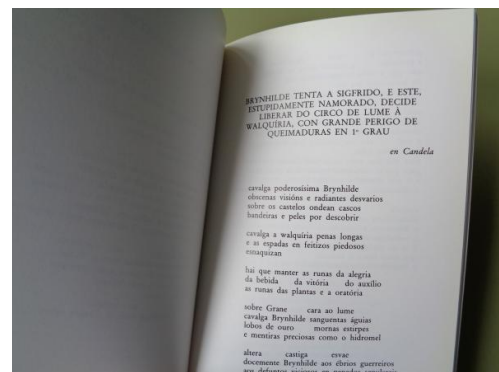 BRYNHILDE TENTA A SIGFRIDO, E ESTE,
ESTUPIDAMENTE NAMORADO, DECIDE
LIBERAR DO CIRCO DE LUME À
WALQUÍRIA, CON GRANDE PERIGO DE
QUEIMADURAS EN 1º GRAU
en Candela
cavalga poderosísima Brynhilde
obscenas visións e radiantes desvarios
sobre os castelos ondean cascos
bandeiras e peles por descobrir
cavalga a walquíria penas longas
e as espadas en feitizos piedosos
esnaquizan
hai que manter as runas da alegria
da bebida da vitória do auxílio
as runas das plantas e a oratória
sobre Grane cara ao lume
cavalga Brynhilde sanguentas águias
lobos de ouro mornas estirpes
e mentiras preciosas como o hidromel
altera castiga esvae
docemente Brynhilde aos ébrios guerreiros
aos defuntos